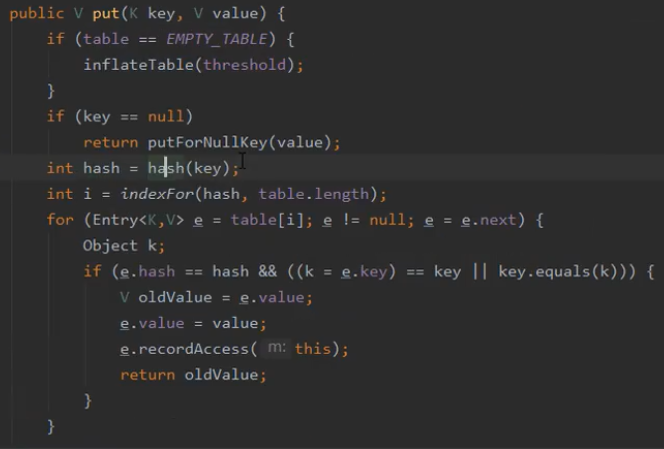 public V put(K key, V value) {
    if (table == EMPTY_TABLE) {
        inflateTable(threshold);
    }
    if (key == null)
        return putForNullKey(value);
    int hash = hash(key);
    int i = indexFor(hash, table.length);
    for (Entry<K,V> e = table[i]; e != null; e = e.next) {
        Object k;
        if (e.hash == hash && ((k = e.key) == key || key.equals(k))) {
            V oldValue = e.value;
            e.value = value;
            e.recordAccess( m: this);
            return oldValue;
        }
    }